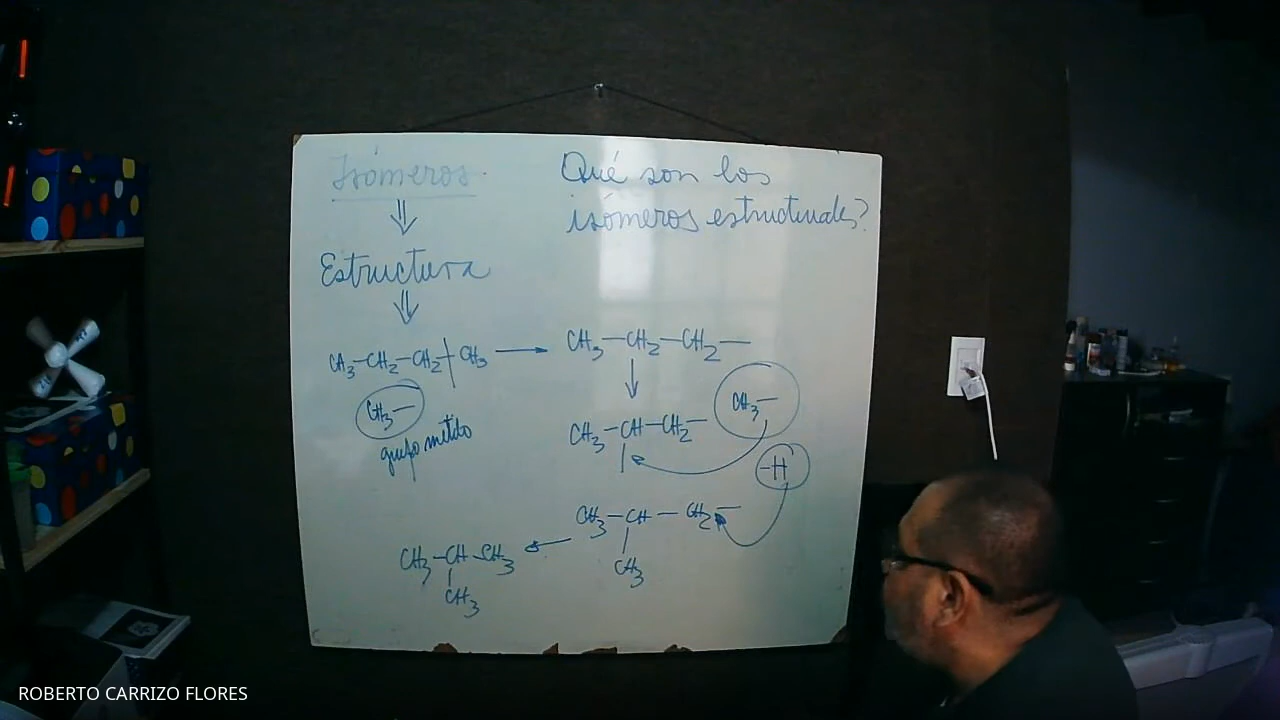 Isómeros.
Qué son los
isómeros estructurales?
Estructura
CH3-CH2-CH2-CH3
CH3—CH2—CH2—
CH3—
grupo metilo
CH3—CH—CH2—
CH3—
-H
CH3—CH—CH2—
CH3
CH3—CH—CH3
CH3
ROBERTO CARRIZO FLORES